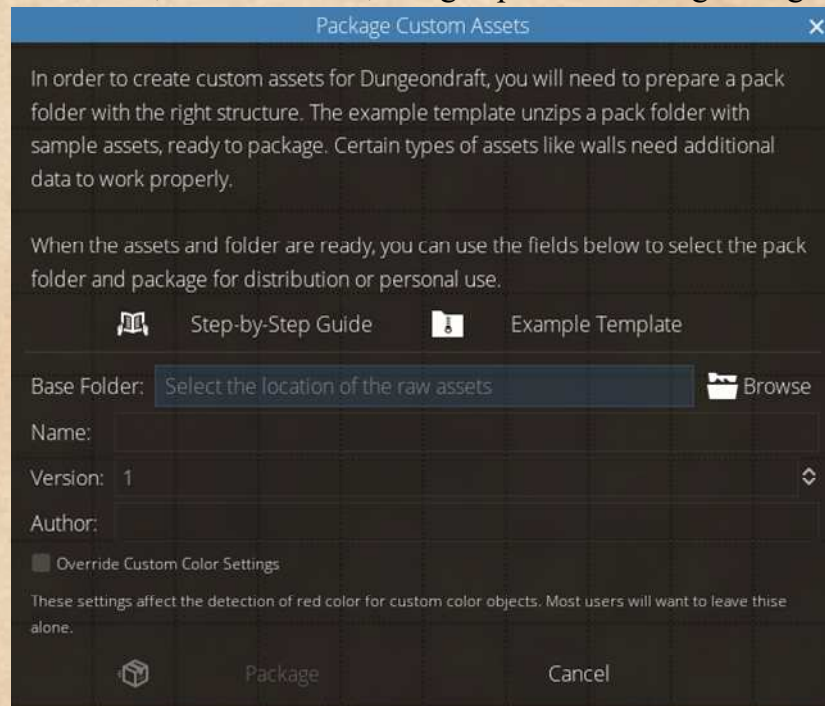 Package Custom Assets
In order to create custom assets for Dungeondraft, you will need to prepare a pack
folder with the right structure. The example template unzips a pack folder with
sample assets, ready to package. Certain types of assets like walls need additional
data to work properly.
When the assets and folder are ready, you can use the fields below to select the pack
folder and package for distribution or personal use.
Step-by-Step Guide Example Template
Base Folder: Select the location of the raw assets Browse
Name:
Version: 1
Author:
Override Custom Color Settings
These settings affect the detection of red color for custom color objects. Most users will want to leave thise
alone.
Package Cancel